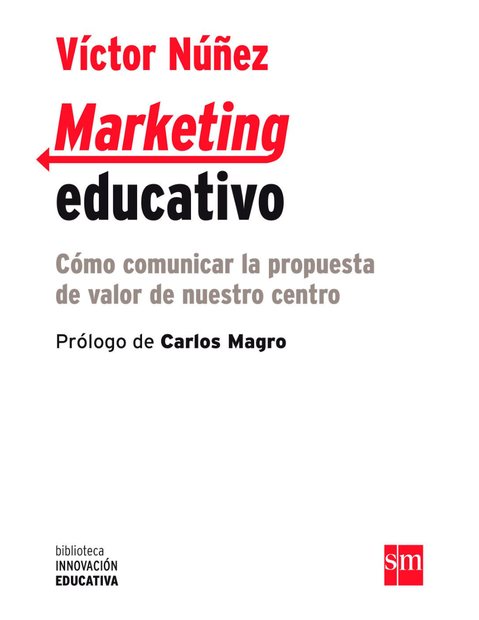 Víctor Núñez
Marketing
educativo
Cómo comunicar la propuesta
de valor de nuestro centro
Prólogo de Carlos Magro
biblioteca
INNOVACIÓN
EDUCATIVA
sm